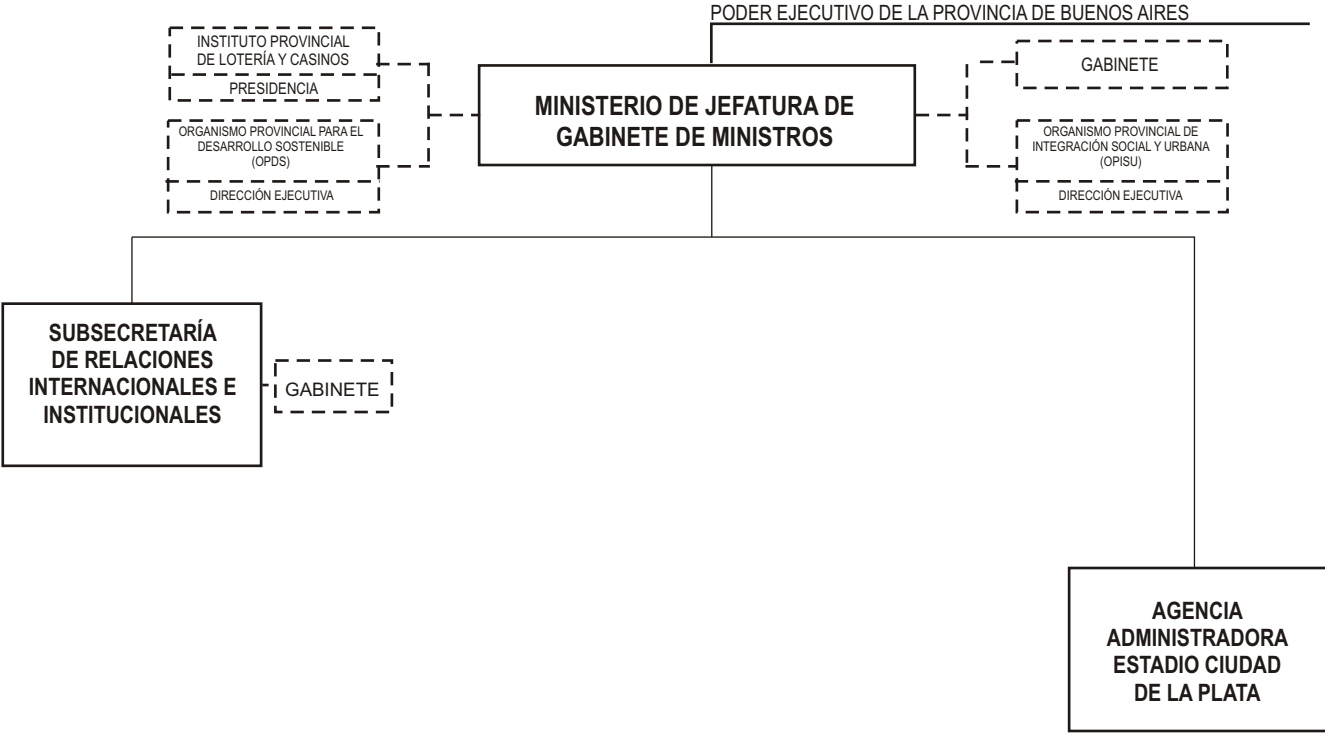 PODER EJECUTIVO DE LA PROVINCIA DE BUENOS AIRES
INSTITUTO PROVINCIAL
DE LOTERÍA Y CASINOS
PRESIDENCIA
ORGANISMO PROVINCIAL PARA EL
DESARROLLO SOSTENIBLE
(OPDS)
DIRECCIÓN EJECUTIVA
MINISTERIO DE JEFATURA DE
GABINETE DE MINISTROS
GABINETE
ORGANISMO PROVINCIAL DE
INTEGRACIÓN SOCIAL Y URBANA
(OPISU)
DIRECCIÓN EJECUTIVA
SUBSECRETARÍA
DE RELACIONES
INTERNACIONALES E
INSTITUCIONALES
GABINETE
AGENCIA
ADMINISTRADORA
ESTADIO CIUDAD
DE LA PLATA